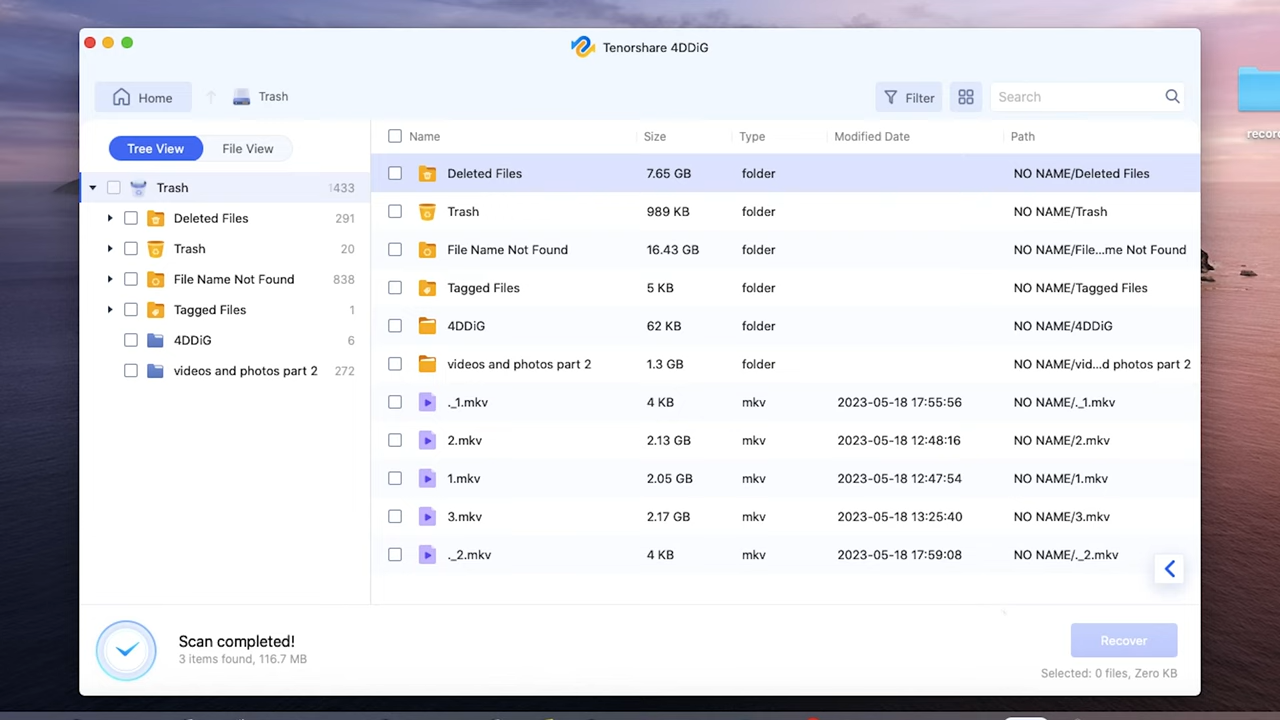 Tenorshare 4DDiG
Home Trash Filter Search
Tree View File View
Name Size Type Modified Date Path
Trash 1433
Deleted Files 291
Trash 20
File Name Not Found 838
Tagged Files 1
4DDiG 6
videos and photos part 2 272
Deleted Files 7.65 GB folder NO NAME/Deleted Files
Trash 989 KB folder NO NAME/Trash
File Name Not Found 16.43 GB folder NO NAME/File...me Not Found
Tagged Files 5 KB folder NO NAME/Tagged Files
4DDiG 62 KB folder NO NAME/4DDiG
videos and photos part 2 1.3 GB folder NO NAME/vid...d photos part 2
._1.mkv 4 KB mkv 2023-05-18 17:55:56 NO NAME/._1.mkv
2.mkv 2.13 GB mkv 2023-05-18 12:48:16 NO NAME/2.mkv
1.mkv 2.05 GB mkv 2023-05-18 12:47:54 NO NAME/1.mkv
3.mkv 2.17 GB mkv 2023-05-18 13:25:40 NO NAME/3.mkv
._2.mkv 4 KB mkv 2023-05-18 17:59:08 NO NAME/._2.mkv
Scan completed!
3 items found, 116.7 MB
Recover
Selected: 0 files, Zero KB